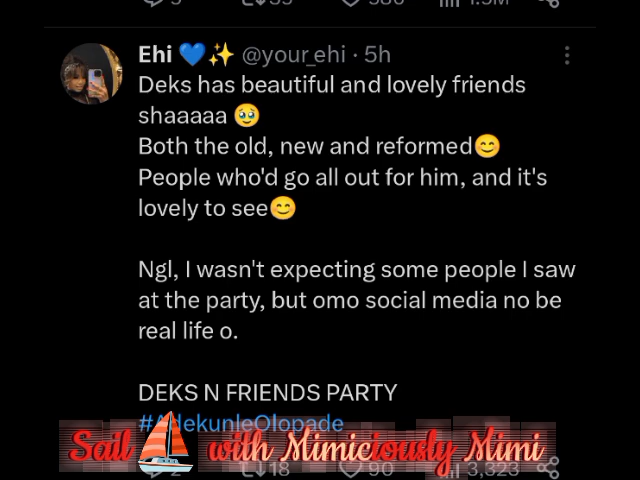 Ehi 💙✨ @your_ehi · 5h
Deks has beautiful and lovely friends
shaaaaa 🥹
Both the old, new and reformed😊
People who'd go all out for him, and it's
lovely to see😊
Ngl, I wasn't expecting some people I saw
at the party, but omo social media no be
real life o.
DEKS N FRIENDS PARTY
#AdekunleOlopade
Sail with Mimiciously Mimi
2 18 90 3,323